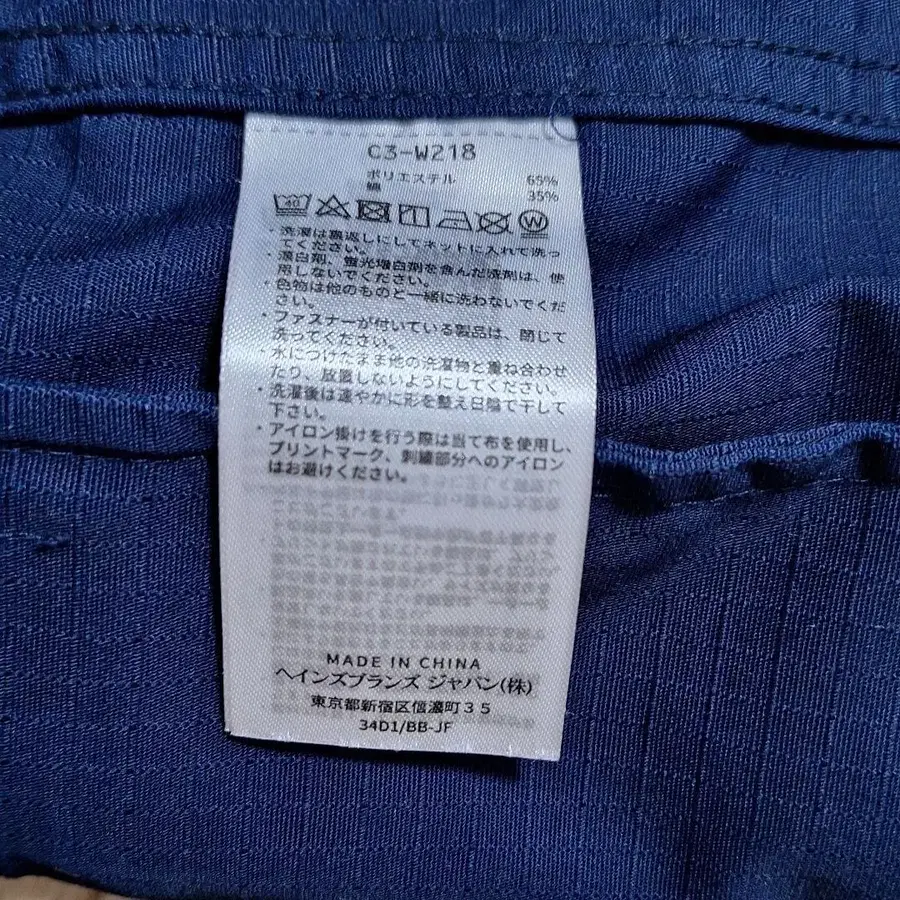 C3-W218
ポリエステル 65%
綿 35%
40 W
・洗濯は裏返しにしてネットに入れて洗っ
てください。
・漂白剤、蛍光増白剤を含んだ洗剤は、使
用しないでください。
・色物は他のものと一緒に洗わないでくだ
さい。
・ファスナーが付いている製品は、閉じて
洗ってください。
・水につけたまま他の洗濯物と重ね合わせ
たり、放置しないようにしてください。
・洗濯後は速やかに形を整え日陰で干して
下さい。
・アイロン掛けを行う際は当て布を使用し、
プリントマーク、刺繍部分へのアイロン
はお避けください。
MADE IN CHINA
ヘインズブランズ ジャパン(株)
東京都新宿区信濃町35
34D1/BB-JF